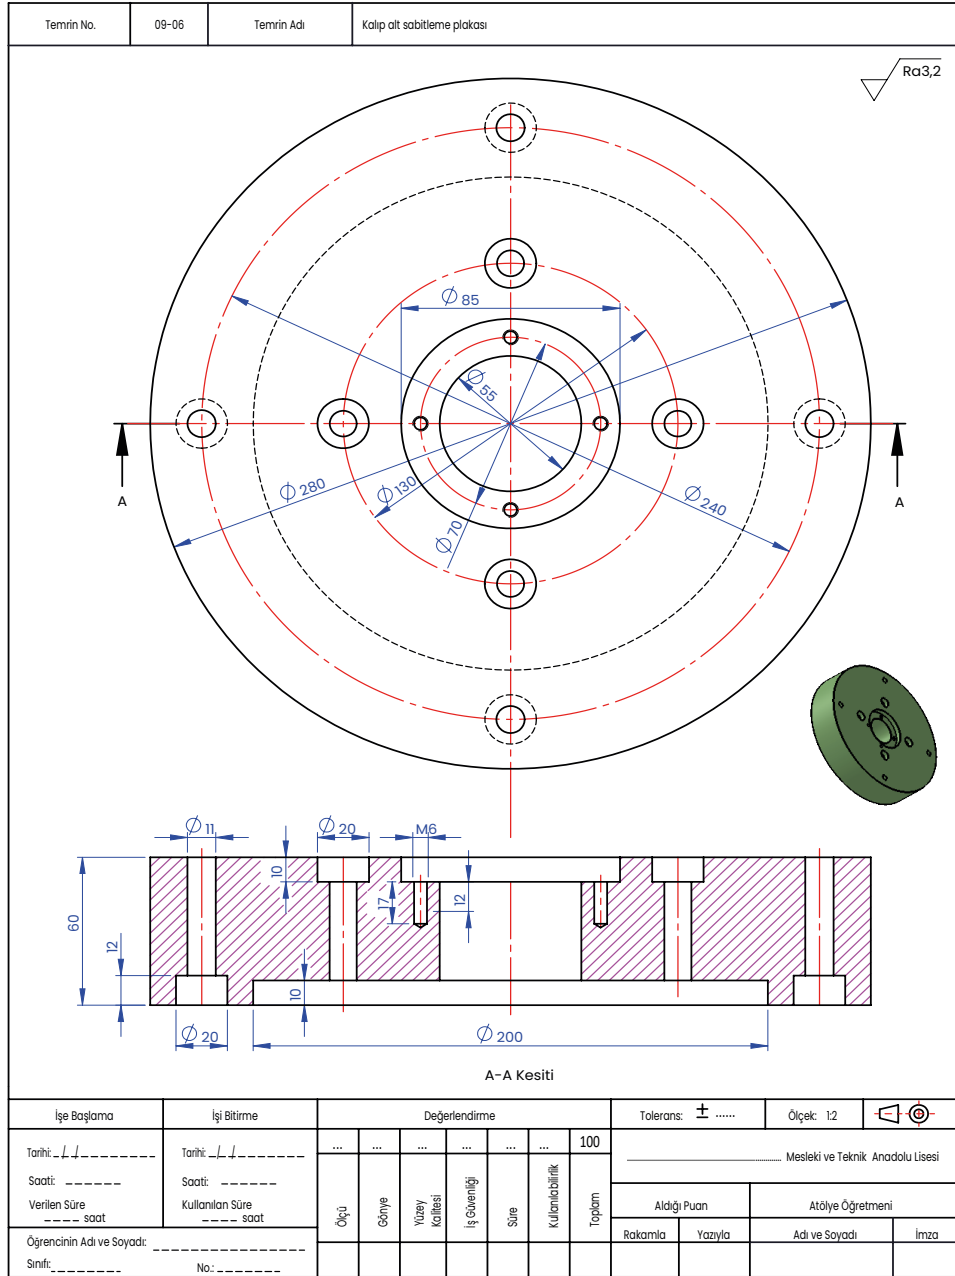 Temrin No. 09-06 Temrin Adı Kalıp alt sabitleme plakası
Ra3,2
∅ 85
∅ 55
∅ 280
∅ 130
∅ 240
∅ 70
A A
∅ 11 ∅ 20 M6
10
17 12
60
12
10
∅ 20 ∅ 200
A-A Kesiti
İşe Başlama İşi Bitirme Değerlendirme Tolerans: ± ...... Ölçek: 1:2
Tarihi: _ / _ / _ _ _ _ _ _ _ _ Tarihi: _ / _ / _ _ _ _ _ _ _ _ ... ... ... ... ... ... 100
Mesleki ve Teknik Anadolu Lisesi
Saati: _ _ _ _ _ _ Saati: _ _ _ _ _ _
Verilen Süre Kullanılan Süre
_ _ _ _ saat _ _ _ _ saat
Ölçü Gönye Yüzey Kalitesi İş Güvenliği Süre Kullanılabilirlik Toplam
Aldığı Puan Atölye Öğretmeni
Rakamla Yazıyla Adı ve Soyadı İmza
Öğrencinin Adı ve Soyadı: _ _ _ _ _ _ _ _ _ _ _ _ _ _
Sınıfı: _ _ _ _ _ _ _ _ No.: _ _ _ _ _ _ _ _